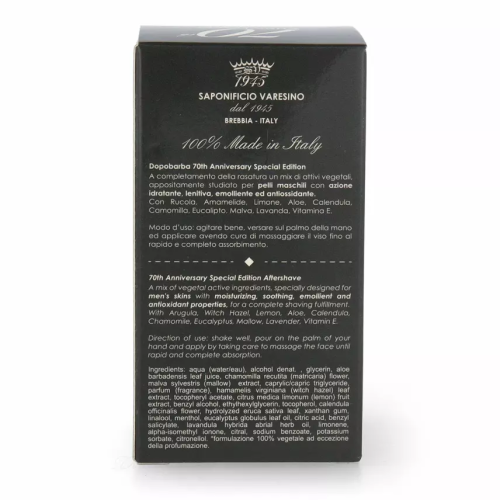 70
1945
SAPONIFICIO VARESINO
dal 1945
BREBBIA - ITALY
100% Made in Italy
Dopobarba 70th Anniversary Special Edition
A completamento della rasatura un mix di attivi vegetali,
appositamente studiato per pelli maschili con azione
idratante, lenitiva, emolliente ed antiossidante.
Con Rucola, Amamelide, Limone, Aloe, Calendula,
Camomilla, Eucalipto, Malva, Lavanda, Vitamina E.
Modo d'uso: agitare bene, versare sul palmo della mano
ed applicare avendo cura di massaggiare il viso fino al
rapido e completo assorbimento.
70th Anniversary Special Edition Aftershave
A mix of vegetal active ingredients, specially designed for
men's skins with moisturizing, soothing, emollient and
antioxidant properties, for a complete shaving fulfillment.
With Arugula, Witch Hazel, Lemon, Aloe, Calendula,
Chamomile, Eucalyptus, Mallow, Lavender, Vitamin E.
Direction of use: shake well, pour on the palm of your
hand and apply by taking care to massage the face until
rapid and complete absorption.
Ingredients: aqua (water/eau), alcohol denat. , glycerin, aloe
barbadensis leaf juice, chamomilla recutita (matricaria) flower,
malva sylvestris (mallow) extract, caprylic/capric triglyceride,
parfum (fragrance), hamamelis virginiana (witch hazel) leaf
extract, tocopheryl acetate, citrus medica limonum (lemon) fruit
extract, benzyl alcohol, ethylhexylglycerin, tocopherol, calendula
officinalis flower, hydrolyzed eruca sativa leaf, xanthan gum,
linalool, menthol, eucalyptus globulus leaf oil, citric acid, benzyl
salicylate, lavandula hybrida abrial herb oil, limonene,
alpha-isomethyl ionone, citral, sodium benzoate, potassium
sorbate, citronellol. *formulazione 100% vegetale ad eccezione
della profumazione.